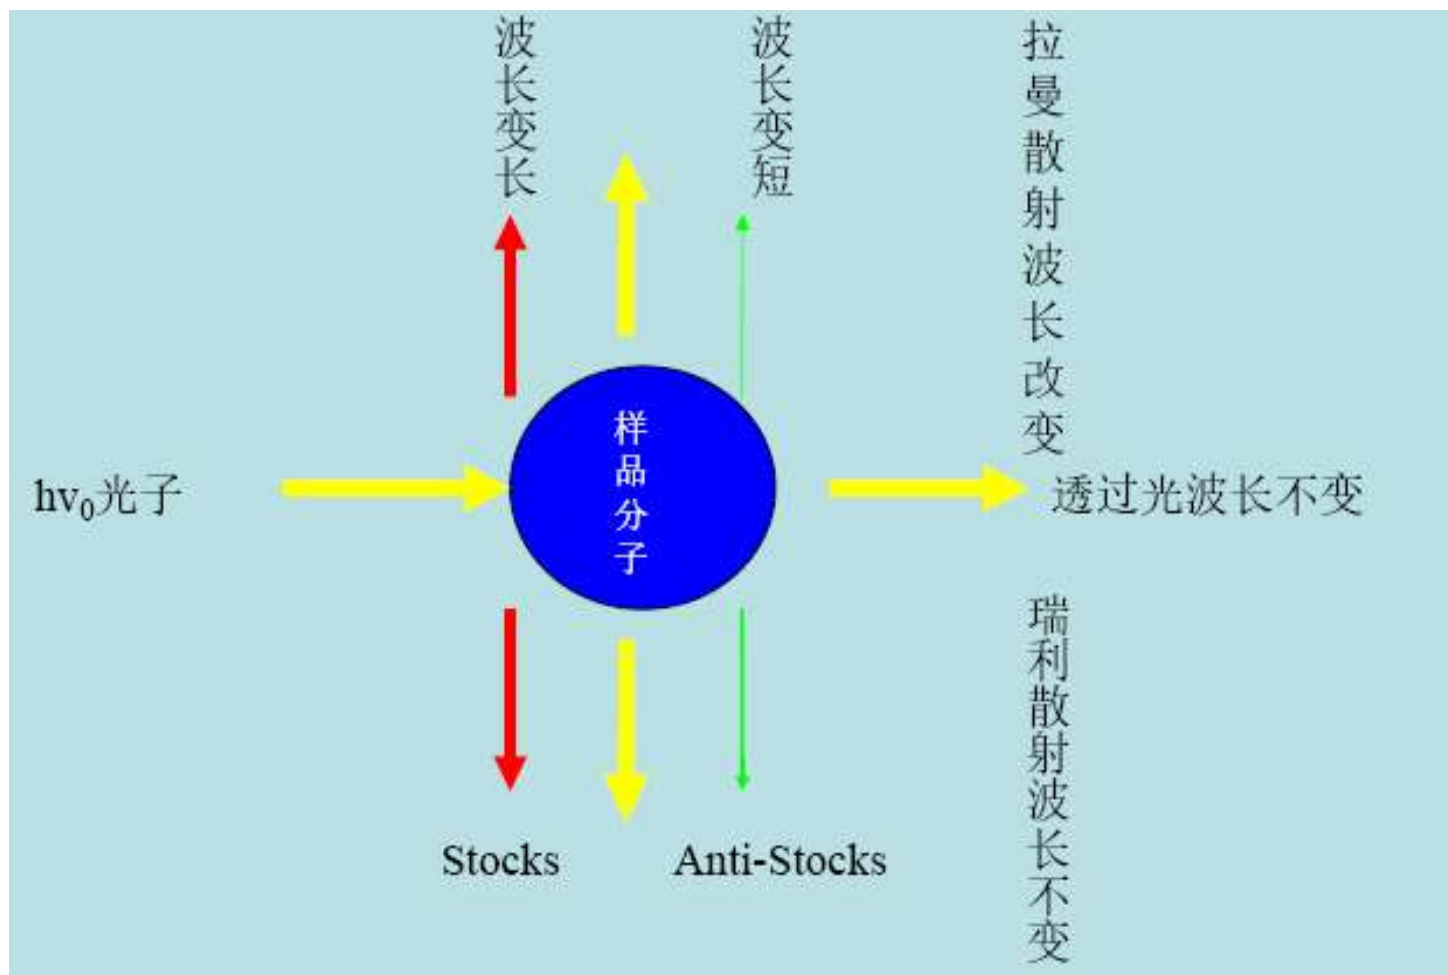 波长变长
波长变短
拉曼散射波长改变
样品分子
hv₀光子
透过光波长不变
瑞利散射波长不变
Stocks
Anti-Stocks